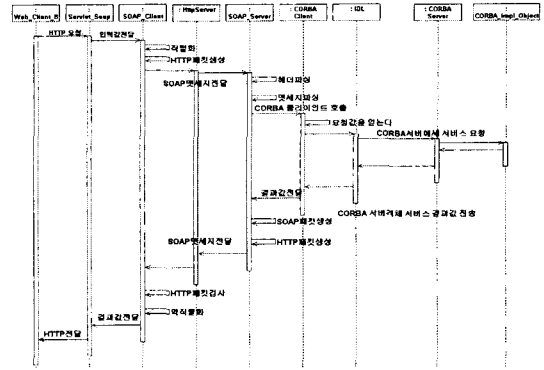 Web_Client_B
Servlet_Soap
SOAP_Client
: HttpServer
SOAP_Server
: CORBA
Client
: IDL
: CORBA
Server
CORBA_Impl_Object
HTTP 요청
입력값전달
직렬화
HTTP패킷생성
SOAP멧세지전달
헤더파싱
멧세지파싱
CORBA 클라이언트 호출
요청값을 얻는다
CORBA서버에세 서비스 요청
결과값전달
CORBA 서버객체 서비스 결과값 전송
SOAP패킷생성
SOAP멧세지전달
HTTP패킷생성
HTTP패킷검사
역직렬화
결과값전달
HTTP전달